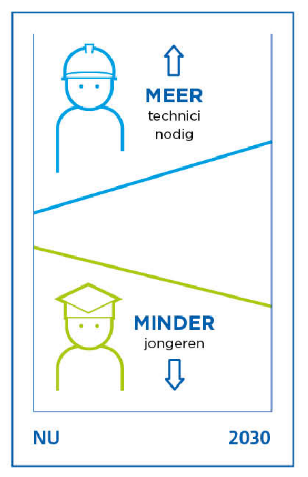 MEER
technici
nodig
MINDER
jongeren
NU 2030